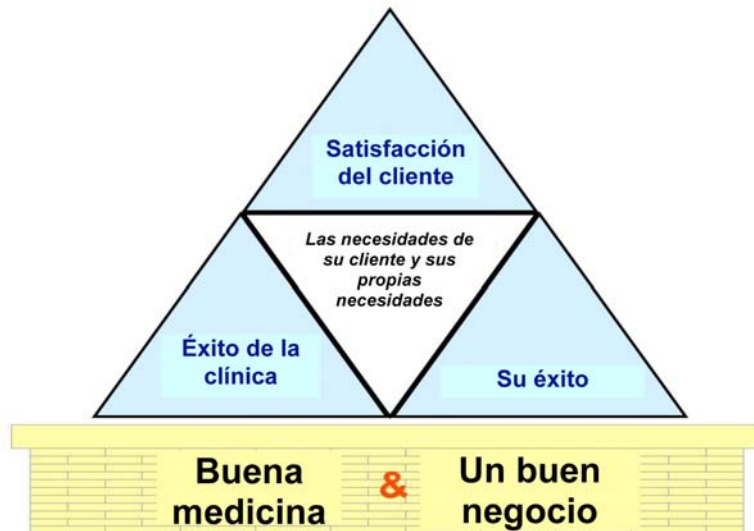 Satisfacción
del cliente
Las necesidades de
su cliente y sus
propias
necesidades
Éxito de la
clínica
Su éxito
Buena
medicina
&
Un buen
negocio